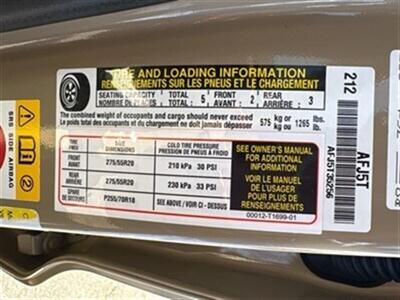 TIRE AND LOADING INFORMATION
RENSEIGNEMENTS SUR LES PNEUS ET LE CHARGEMENT
SEATING CAPACITY TOTAL 5 FRONT 2 REAR 3
NOMBRE DE PLACES TOTAL : AVANT : ARRIÈRE :
The combined weight of occupants and cargo should never exceed 575 kg or 1265 lbs.
Le poids total des occupants et du chargement ne doit jamais dépasser kg ou lb.
TIRE PNEU SIZE DIMENSIONS COLD TIRE PRESSURE PRESSION DE PNEUS À FROID
FRONT AVANT 275/55R20 210 kPa 30 PSI
REAR ARRIÈRE 275/55R20 230 kPa 33 PSI
SPARE DE SECOURS P255/70R18 SEE ABOVE / VOIR CI - DESSUS
SEE OWNER'S MANUAL
FOR ADDITIONAL
INFORMATION
VOIR LE MANUEL
DE L'USAGER
POUR PLUS DE
RENSEIGNEMENTS
00012-T1699-01
212
AFJ5T
AFJ5T35256
SRS SIDE AIRBAG